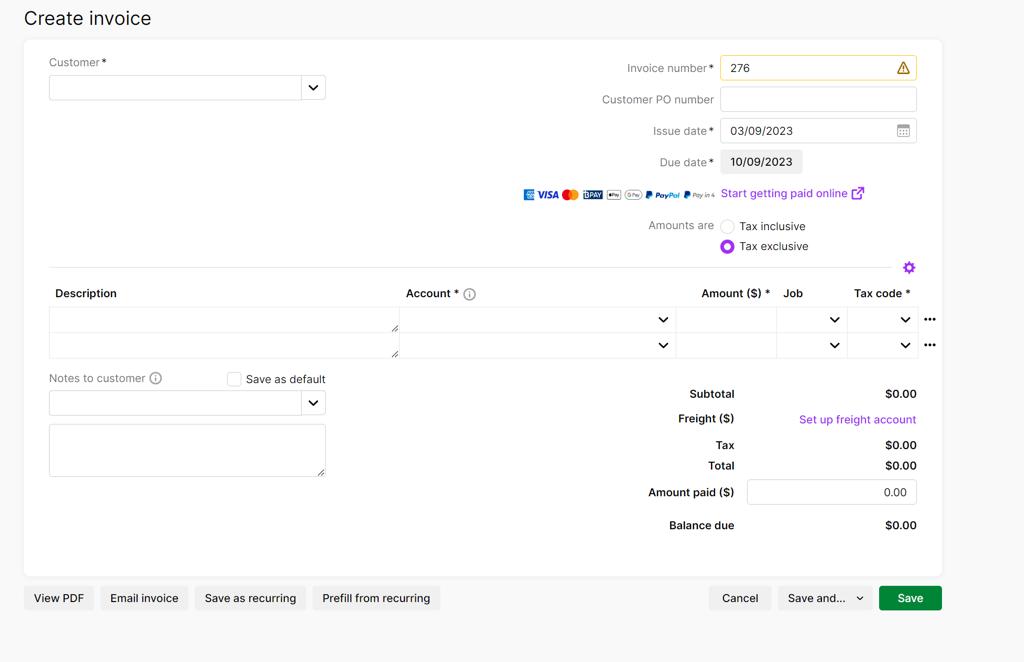 Create invoice
Customer*
Invoice number* 276
Customer PO number
Issue date* 03/09/2023
Due date* 10/09/2023
VISA PAY Pay G Pay PayPal Pay in 4 Start getting paid online
Amounts are Tax inclusive
Tax exclusive
Description Account * Amount ($) * Job Tax code *
Notes to customer Save as default
Subtotal $0.00
Freight ($) Set up freight account
Tax $0.00
Total $0.00
Amount paid ($) 0.00
Balance due $0.00
View PDF Email invoice Save as recurring Prefill from recurring Cancel Save and... Save